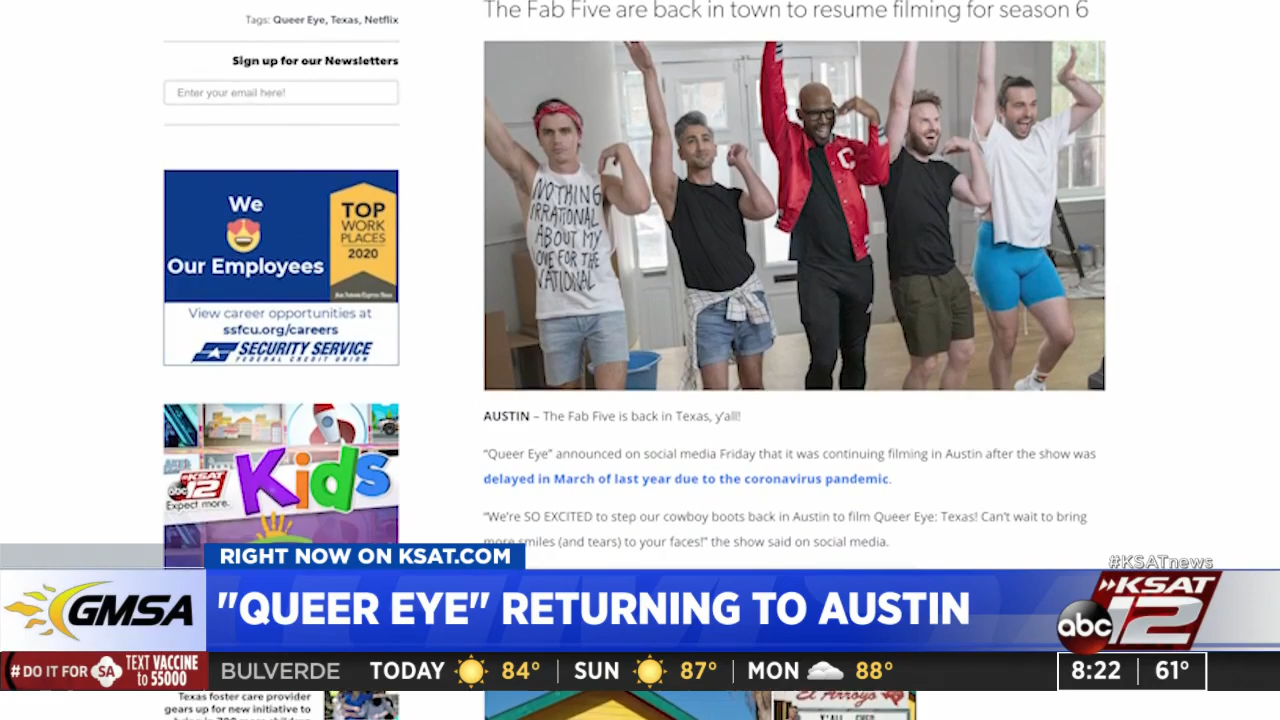 The Fab Five are back in town to resume filming for season 6
Tags: Queer Eye, Texas, Netflix
Sign up for our Newsletters
Enter your email here!
We
Our Employees
TOP
WORK
PLACES
2020
View career opportunities at
ssfcu.org/careers
SECURITY SERVICE
FEDERAL CREDIT UNION
KSAT
abc 12
Expect more.
Kids
NOTHING
IRRATIONAL
ABOUT MY
LOVE FOR THE
NATIONAL
C
AUSTIN – The Fab Five is back in Texas, y'all!
"Queer Eye" announced on social media Friday that it was continuing filming in Austin after the show was
delayed in March of last year due to the coronavirus pandemic.
"We're SO EXCITED to step our cowboy boots back in Austin to film Queer Eye: Texas! Can't wait to bring
more smiles (and tears) to your faces!" the show said on social media.
RIGHT NOW ON KSAT.COM
#KSATnews
GMSA
"QUEER EYE" RETURNING TO AUSTIN
KSAT
abc 12
# DO IT FOR SA TEXT VACCINE
to 55000
BULVERDE TODAY 84° SUN 87° MON 88°
8:22 61°
Texas foster care provider
gears up for new initiative to
El Arroyo